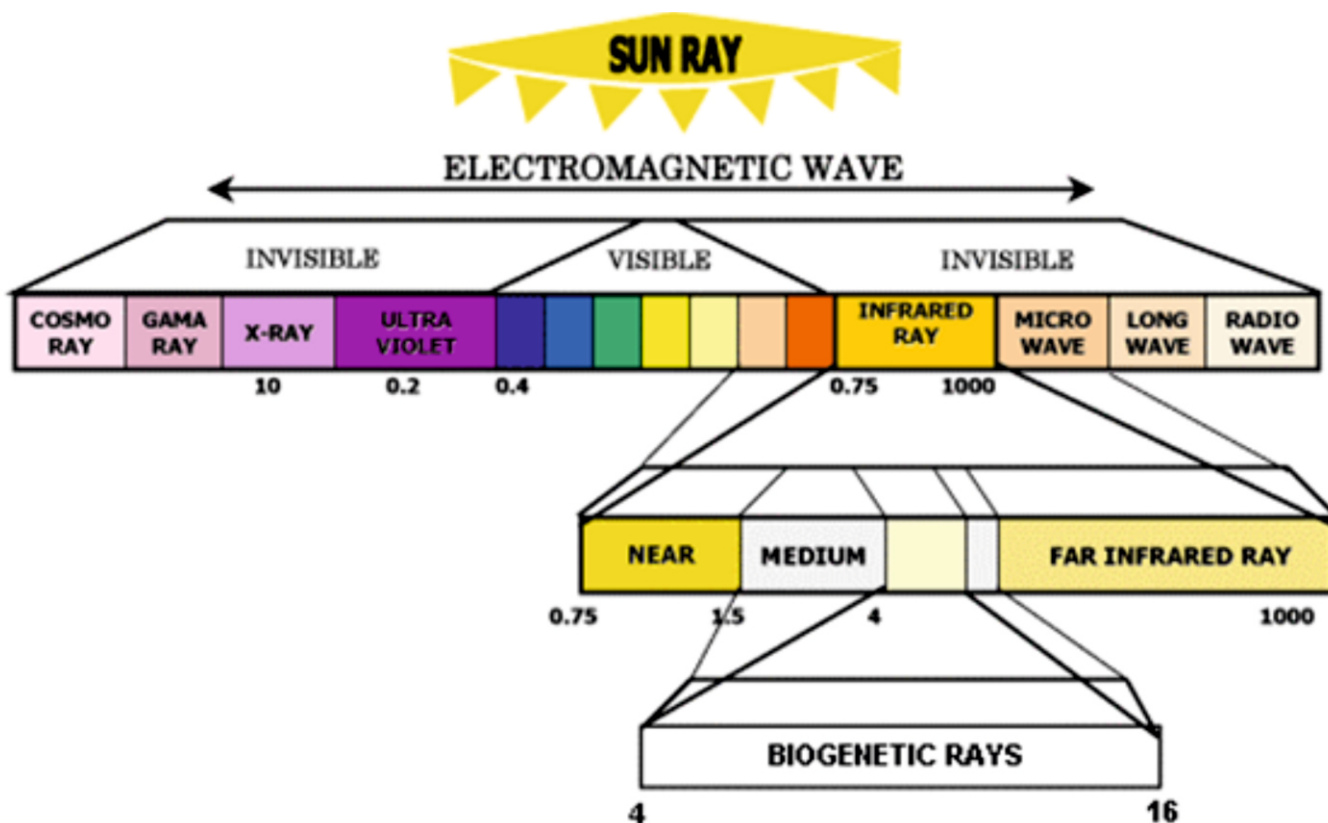 SUN RAY
ELECTROMAGNETIC WAVE
INVISIBLE VISIBLE INVISIBLE
COSMO RAY GAMA RAY X-RAY ULTRA VIOLET INFRARED RAY MICRO WAVE LONG WAVE RADIO WAVE
10 0.2 0.4 0.75 1000
NEAR MEDIUM FAR INFRARED RAY
0.75 1.5 4 1000
BIOGENETIC RAYS
4 16